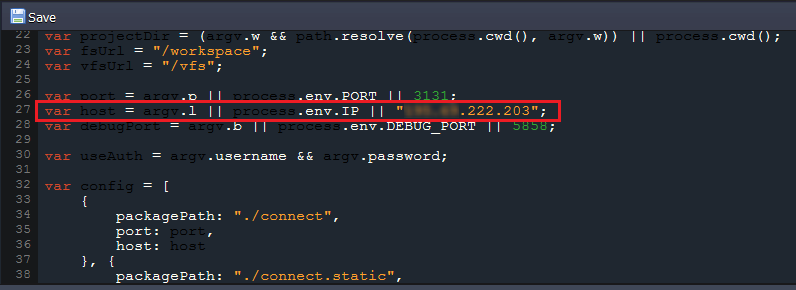 Save
22 var projectDir = (argv.w && path.resolve(process.cwd(), argv.w)) || process.cwd();
23 var fsUrl = "/workspace";
24 var vfsUrl = "/vfs";
25
26 var port = argv.p || process.env.PORT || 3131;
27 var host = argv.l || process.env.IP || ".222.203";
28 var debugPort = argv.b || process.env.DEBUG_PORT || 5858;
29
30 var useAuth = argv.username && argv.password;
31
32 var config = [
33 {
34 packagePath: "./connect",
35 port: port,
36 host: host
37 }, {
38 packagePath: "./connect.static",